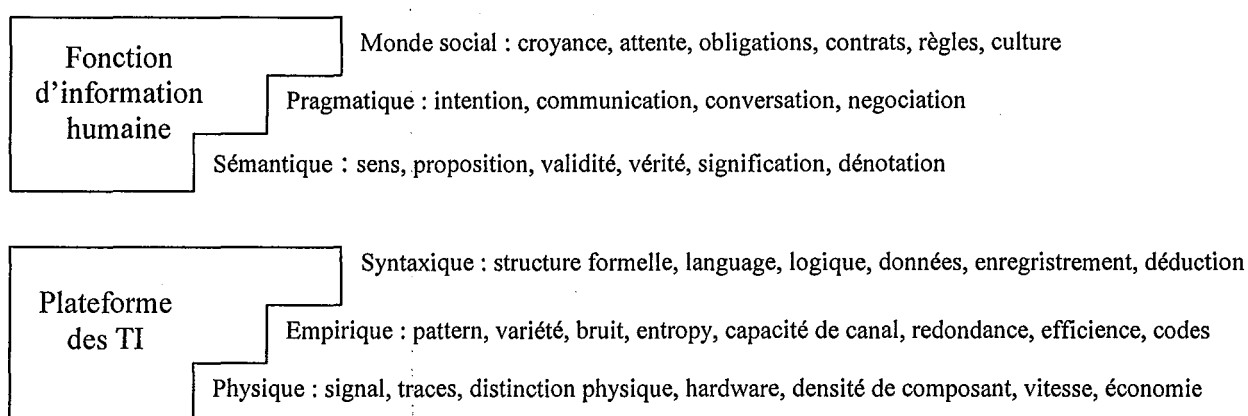 Fonction
d'information
humaine
Monde social : croyance, attente, obligations, contrats, règles, culture
Pragmatique : intention, communication, conversation, negociation
Sémantique : sens, proposition, validité, vérité, signification, dénotation
Plateforme
des TI
Syntaxique : structure formelle, language, logique, données, enregristrement, déduction
Empirique : pattern, variété, bruit, entropy, capacité de canal, redondance, efficience, codes
Physique : signal, traces, distinction physique, hardware, densité de composant, vitesse, économie